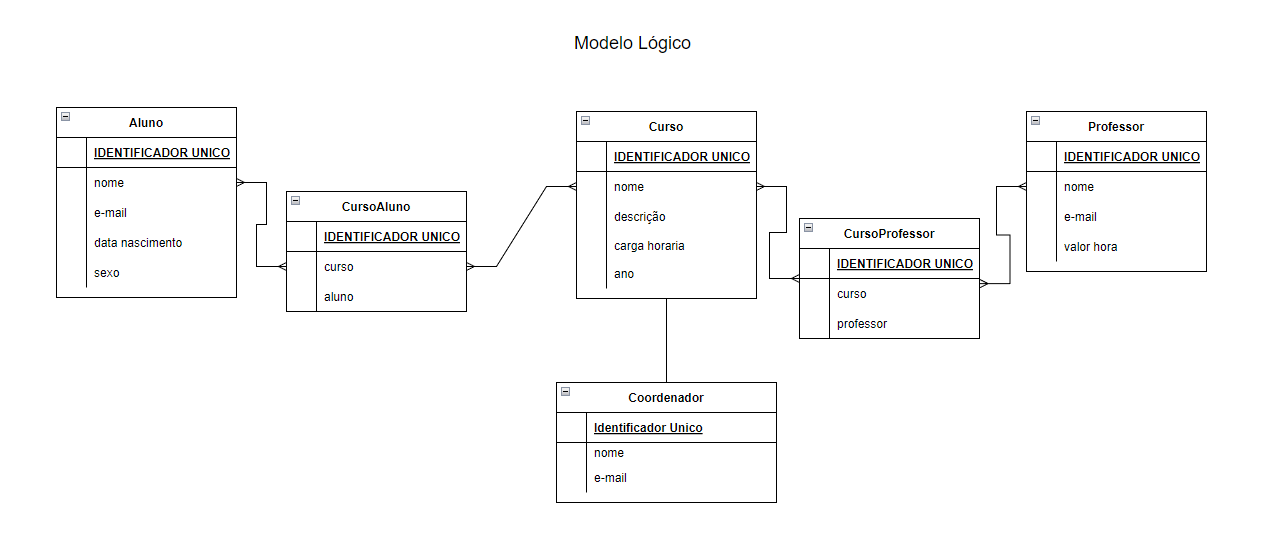 Modelo Lógico
Aluno
IDENTIFICADOR UNICO
nome
e-mail
data nascimento
sexo
CursoAluno
IDENTIFICADOR UNICO
curso
aluno
Curso
IDENTIFICADOR UNICO
nome
descrição
carga horaria
ano
CursoProfessor
IDENTIFICADOR UNICO
curso
professor
Professor
IDENTIFICADOR UNICO
nome
e-mail
valor hora
Coordenador
Identificador Unico
nome
e-mail